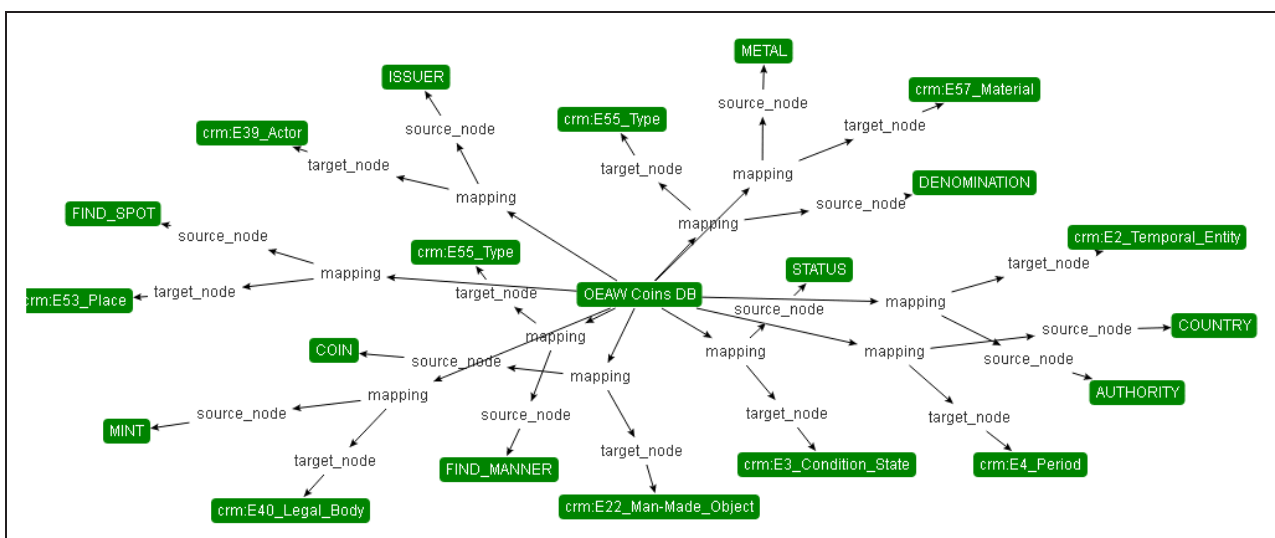 METAL
ISSUER
crm:E57_Material
source_node
crm:E55_Type
target_node
source_node
crm:E39_Actor
target_node
target_node
mapping
DENOMINATION
mapping
source_node
FIND_SPOT
mapping
source_node
crm:E55_Type
crm:E2_Temporal_Entity
target_node
STATUS
mapping
target_node
target_node
OEAW Coins DB
crm:E53_Place
mapping
source_node
source_node
COUNTRY
mapping
COIN
source_node
mapping
mapping
source_node
mapping
mapping
AUTHORITY
source_node
source_node
target_node
target_node
MINT
target_node
target_node
FIND_MANNER
crm:E3_Condition_State
crm:E4_Period
crm:E40_Legal_Body
crm:E22_Man-Made_Object